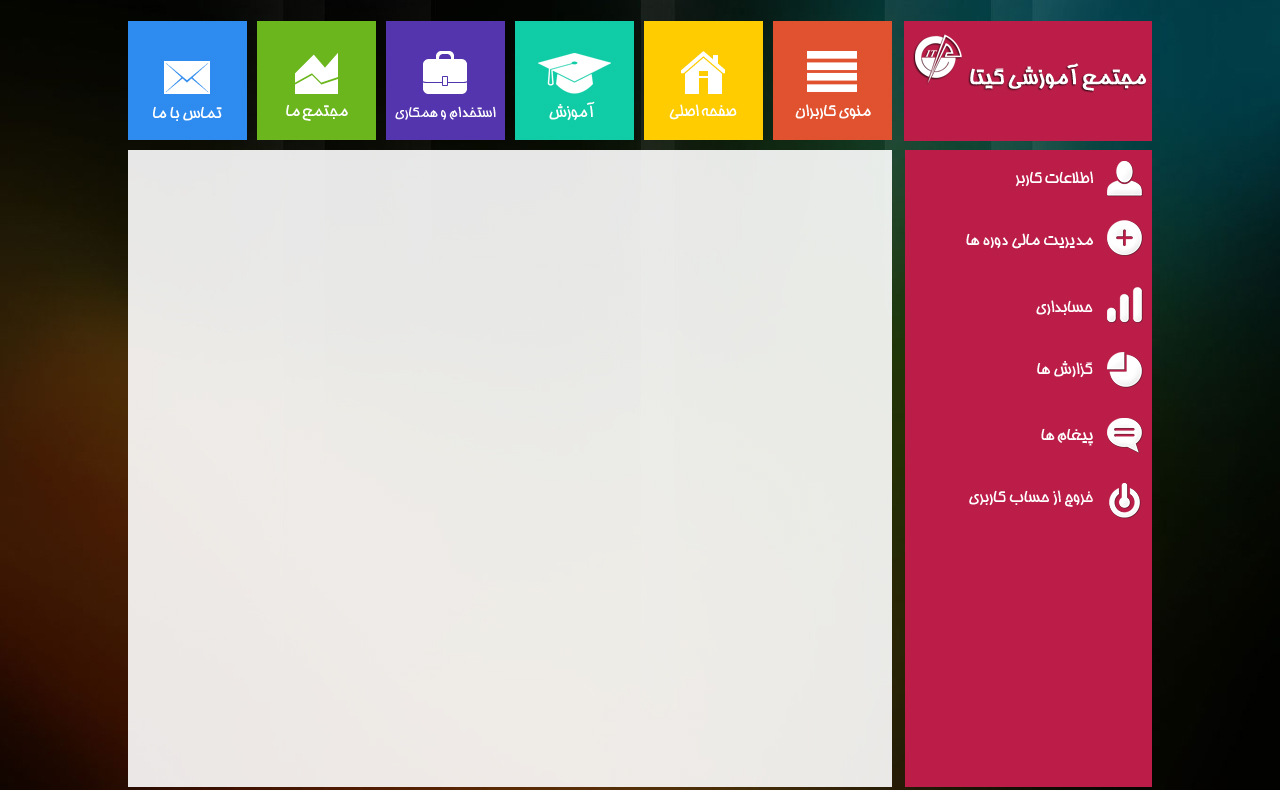 مجتمع آموزشی گیتا
GIT
منوی کاربران
صفحه اصلی
آموزش
استخدام و همکاری
مجتمع ما
تماس با ما
اطلاعات کاربر
مدیریت مالی دوره ها
حسابداری
گزارش ها
پیغام ها
خروج از حساب کاربری